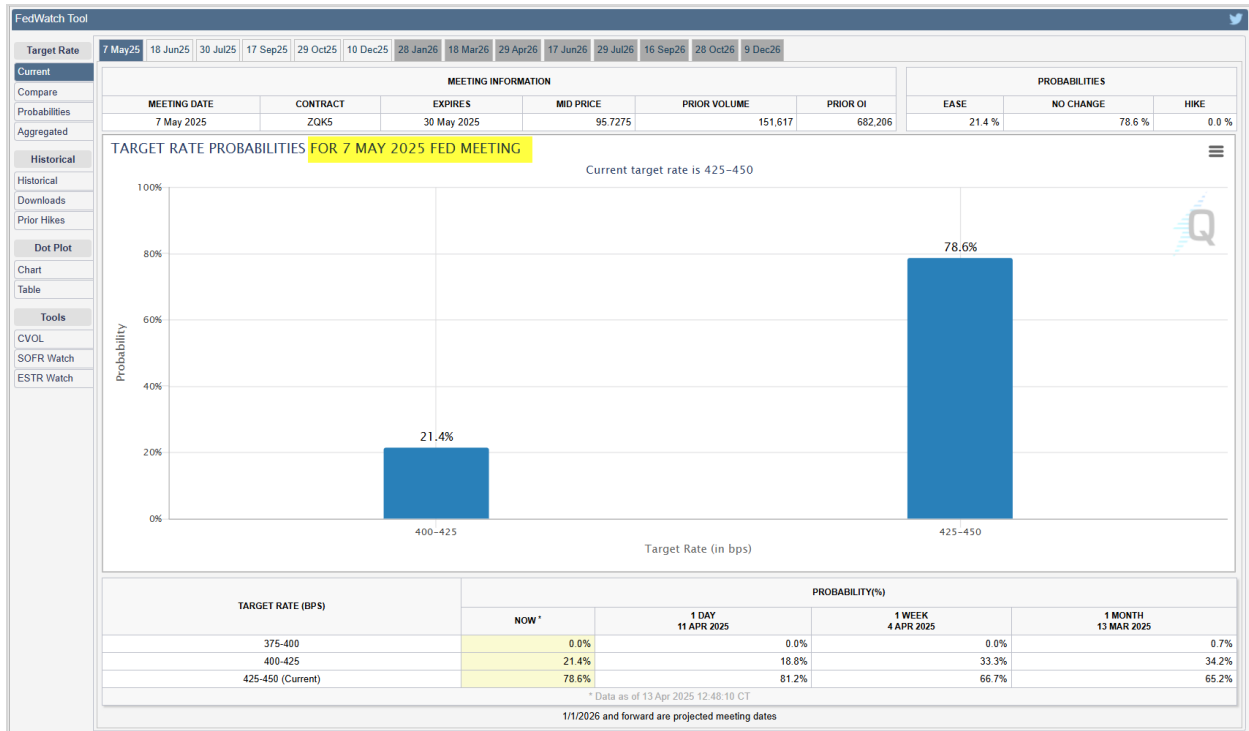 FedWatch Tool
Target Rate
Current
Compare
Probabilities
Aggregated
Historical
Historical
Downloads
Prior Hikes
Dot Plot
Chart
Table
Tools
CVOL
SOFR Watch
ESTR Watch
7 May25 18 Jun25 30 Jul25 17 Sep25 29 Oct25 10 Dec25 28 Jan26 18 Mar26 29 Apr26 17 Jun26 29 Jul26 16 Sep26 28 Oct26 9 Dec26
MEETING INFORMATION
MEETING DATE CONTRACT EXPIRES MID PRICE PRIOR VOLUME PRIOR OI
7 May 2025 ZQK5 30 May 2025 95.7275 151,617 682,206
PROBABILITIES
EASE NO CHANGE HIKE
21.4 % 78.6 % 0.0 %
TARGET RATE PROBABILITIES FOR 7 MAY 2025 FED MEETING
Current target rate is 425–450
Q
Probability
100%
80%
60%
40%
20%
0%
21.4%
78.6%
400–425 425–450
Target Rate (in bps)
TARGET RATE (BPS) PROBABILITY(%)
NOW * 1 DAY 1 WEEK 1 MONTH
11 APR 2025 4 APR 2025 13 MAR 2025
375-400 0.0% 0.0% 0.0% 0.7%
400-425 21.4% 18.8% 33.3% 34.2%
425-450 (Current) 78.6% 81.2% 66.7% 65.2%
* Data as of 13 Apr 2025 12:48:10 CT
1/1/2026 and forward are projected meeting dates